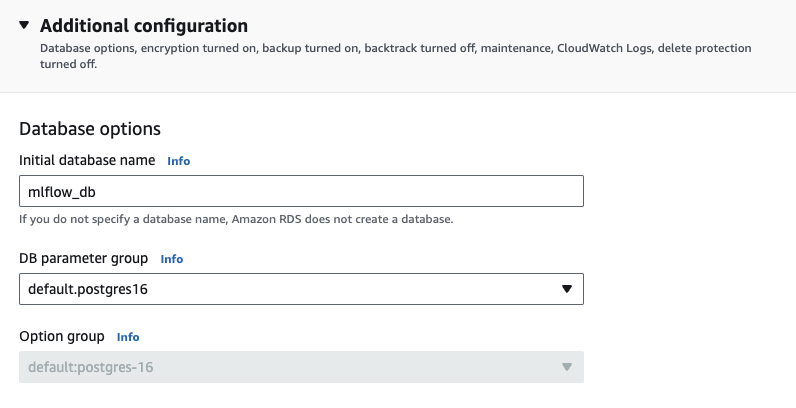 Additional configuration
Database options, encryption turned on, backup turned on, backtrack turned off, maintenance, CloudWatch Logs, delete protection
turned off.
Database options
Initial database name Info
mlflow_db
If you do not specify a database name, Amazon RDS does not create a database.
DB parameter group Info
default.postgres16
Option group Info
default:postgres-16